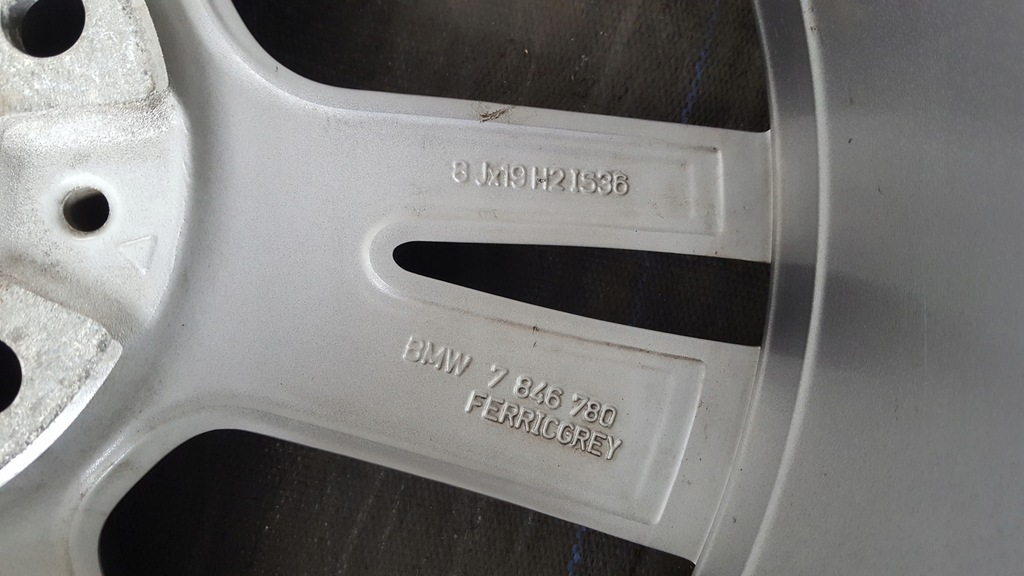 8 Jx19 H2 IS36
BMW 7 846 780
FERRICGREY